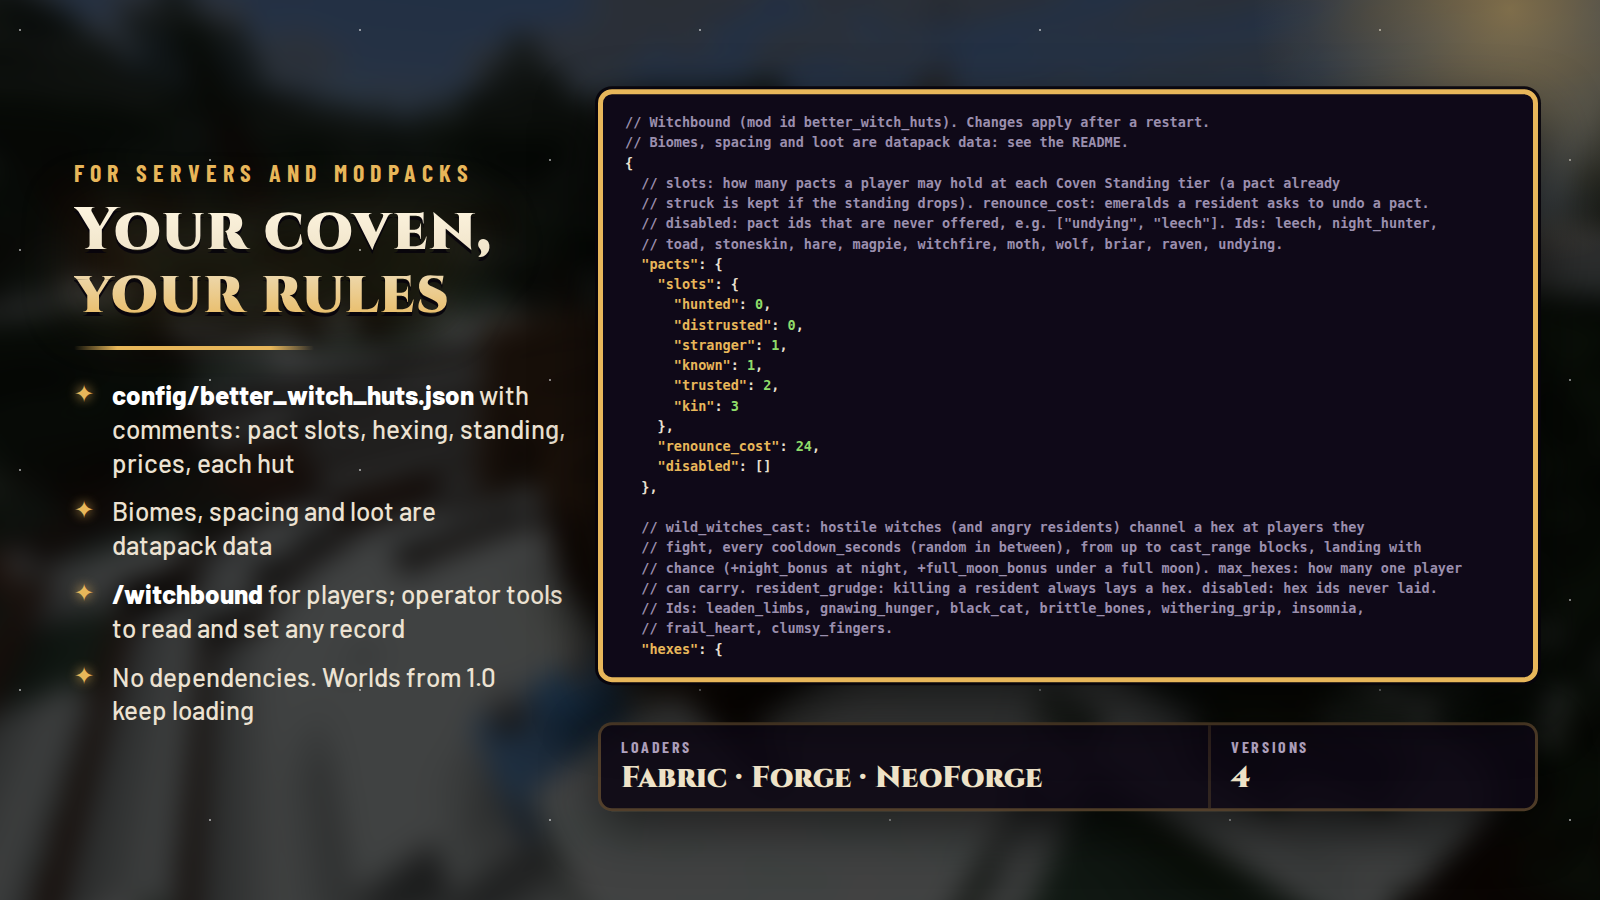 FOR SERVERS AND MODPACKS
YOUR COVEN,
YOUR RULES
config/better_witch_huts.json with
comments: pact slots, hexing, standing,
prices, each hut
Biomes, spacing and loot are
datapack data
/witchbound for players; operator tools
to read and set any record
No dependencies. Worlds from 1.0
keep loading
// Witchbound (mod id better_witch_huts). Changes apply after a restart.
// Biomes, spacing and loot are datapack data: see the README.
{
// slots: how many pacts a player may hold at each Coven Standing tier (a pact already
// struck is kept if the standing drops). renounce_cost: emeralds a resident asks to undo a pact.
// disabled: pact ids that are never offered, e.g. ["undying", "leech"]. Ids: leech, night_hunter,
// toad, stoneskin, hare, magpie, witchfire, moth, wolf, briar, raven, undying.
"pacts": {
"slots": {
"hunted": 0,
"distrusted": 0,
"stranger": 1,
"known": 1,
"trusted": 2,
"kin": 3
},
"renounce_cost": 24,
"disabled": []
},
// wild_witches_cast: hostile witches (and angry residents) channel a hex at players they
// fight, every cooldown_seconds (random in between), from up to cast_range blocks, landing with
// chance (+night_bonus at night, +full_moon_bonus under a full moon). max_hexes: how many one player
// can carry. resident_grudge: killing a resident always lays a hex. disabled: hex ids never laid.
// Ids: leaden_limbs, gnawing_hunger, black_cat, brittle_bones, withering_grip, insomnia,
// frail_heart, clumsy_fingers.
"hexes": {
LOADERS
FABRIC · FORGE · NEOFORGE
VERSIONS
4